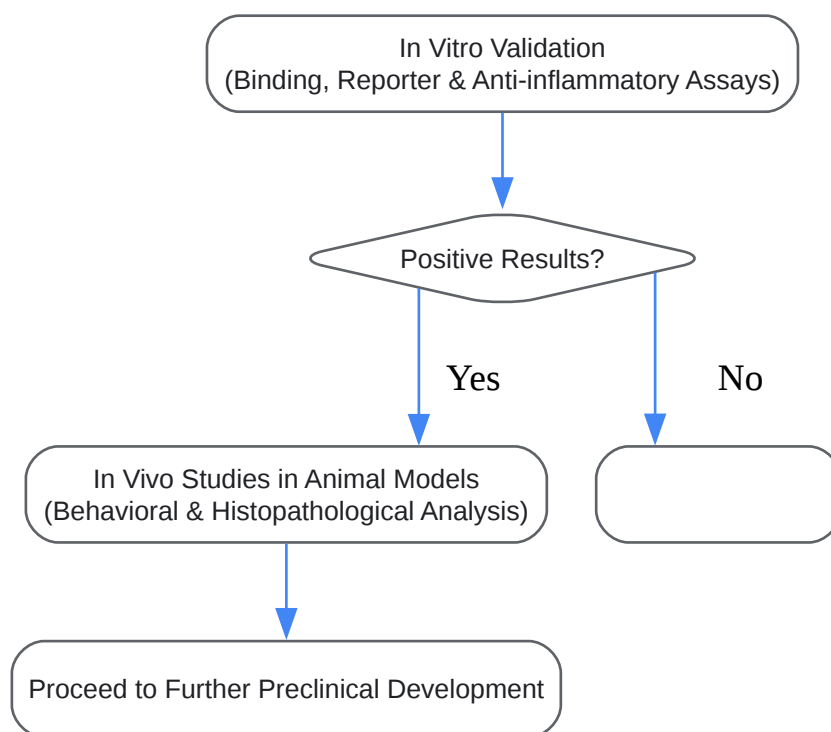 In Vitro Validation
(Binding, Reporter & Anti-inflammatory Assays)
Positive Results?
Yes
No
In Vivo Studies in Animal Models
(Behavioral & Histopathological Analysis)
Proceed to Further Preclinical Development